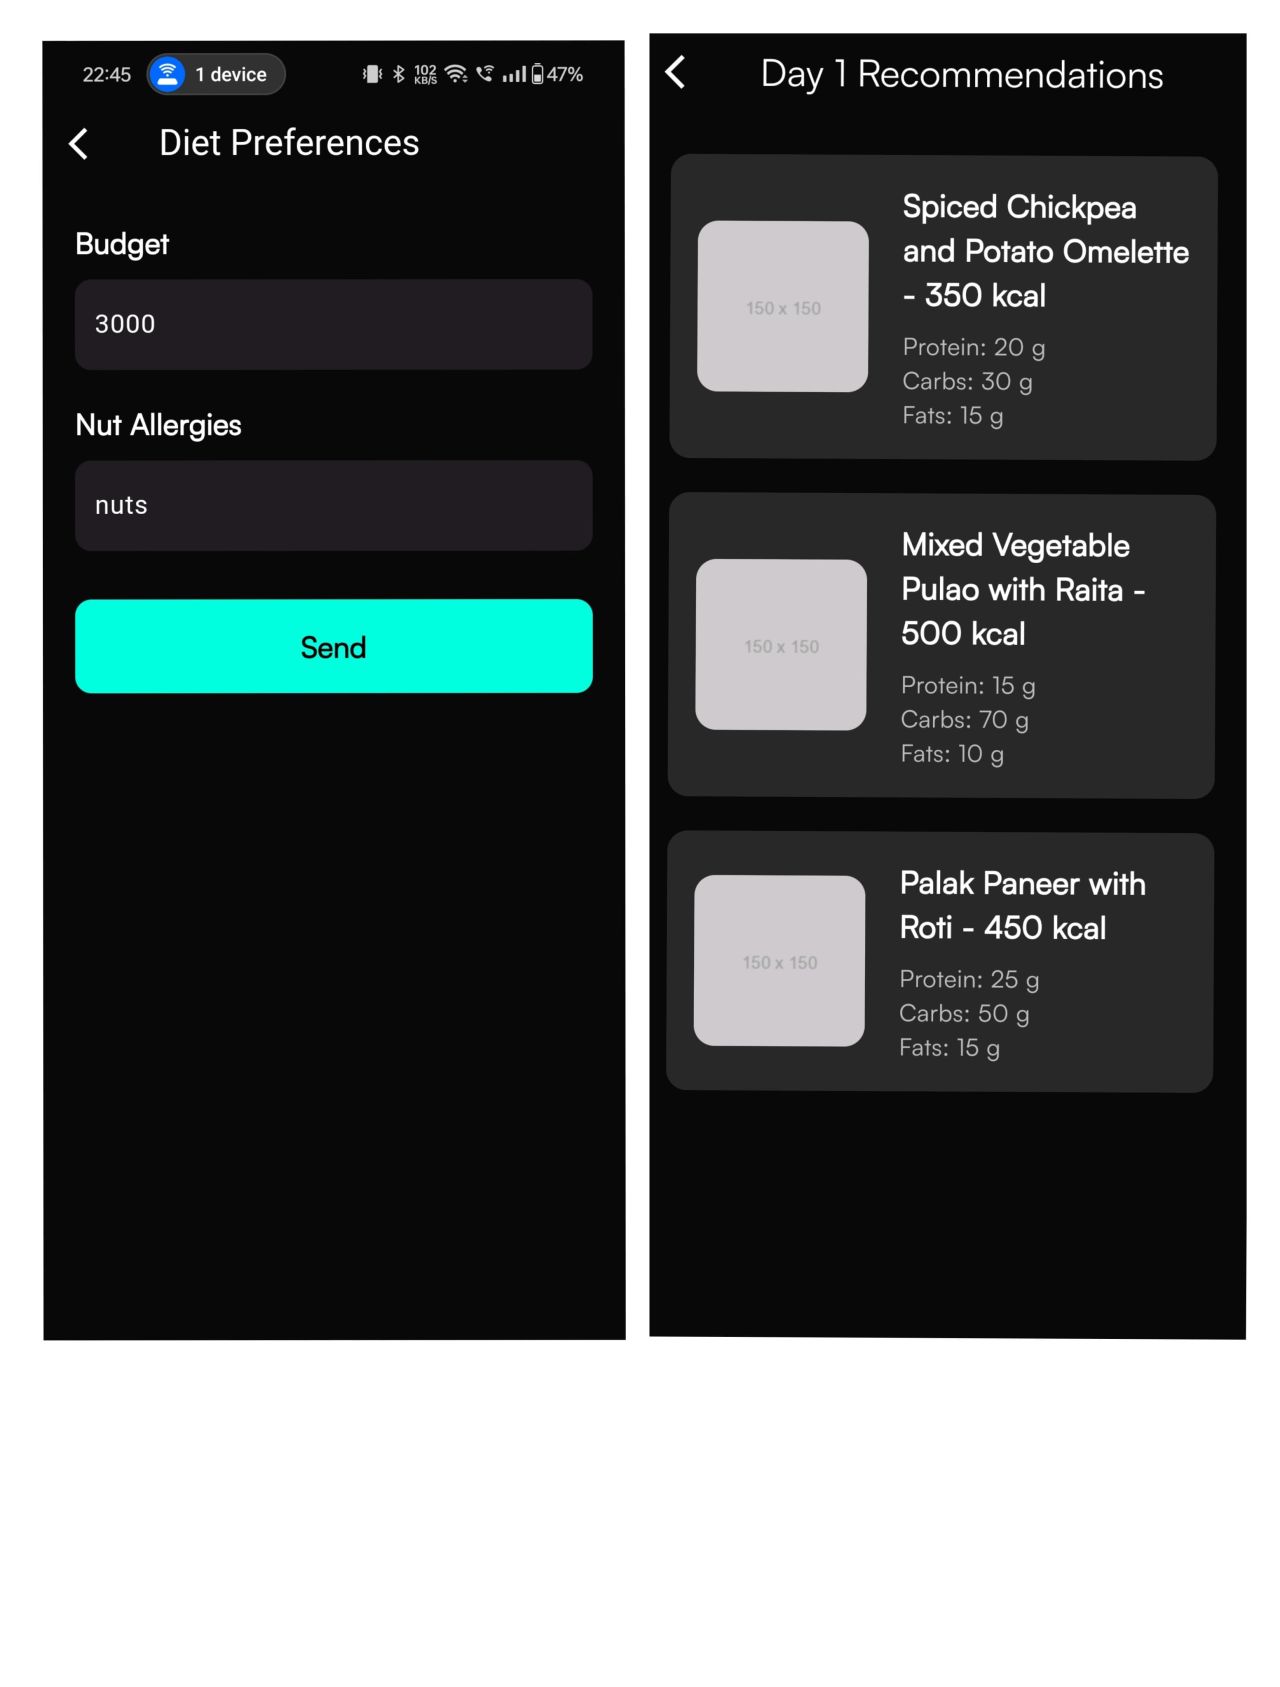 22:45 1 device 102 KB/S 47%
Diet Preferences
Budget
3000
Nut Allergies
nuts
Send
Day 1 Recommendations
150 x 150
Spiced Chickpea
and Potato Omelette
- 350 kcal
Protein: 20 g
Carbs: 30 g
Fats: 15 g
150 x 150
Mixed Vegetable
Pulao with Raita -
500 kcal
Protein: 15 g
Carbs: 70 g
Fats: 10 g
150 x 150
Palak Paneer with
Roti - 450 kcal
Protein: 25 g
Carbs: 50 g
Fats: 15 g